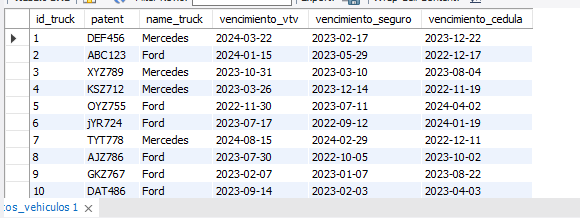 id_truck patent name_truck vencimiento_vtv vencimiento_seguro vencimiento_cedula
1 DEF456 Mercedes 2024-03-22 2023-02-17 2023-12-22
2 ABC123 Ford 2024-01-15 2023-05-29 2022-12-17
3 XYZ789 Mercedes 2023-10-31 2023-03-10 2023-08-04
4 KSZ712 Mercedes 2023-03-26 2023-12-14 2022-11-19
5 OYZ755 Ford 2022-11-30 2023-07-11 2024-04-02
6 jYR724 Ford 2023-07-17 2022-09-12 2024-01-19
7 TYT778 Mercedes 2024-08-15 2024-02-29 2022-12-11
8 AJZ786 Ford 2023-07-30 2022-10-05 2023-10-02
9 GKZ767 Ford 2023-02-07 2023-01-07 2023-08-22
10 DAT486 Ford 2023-09-14 2023-02-03 2023-04-03
tos_vehiculos 1